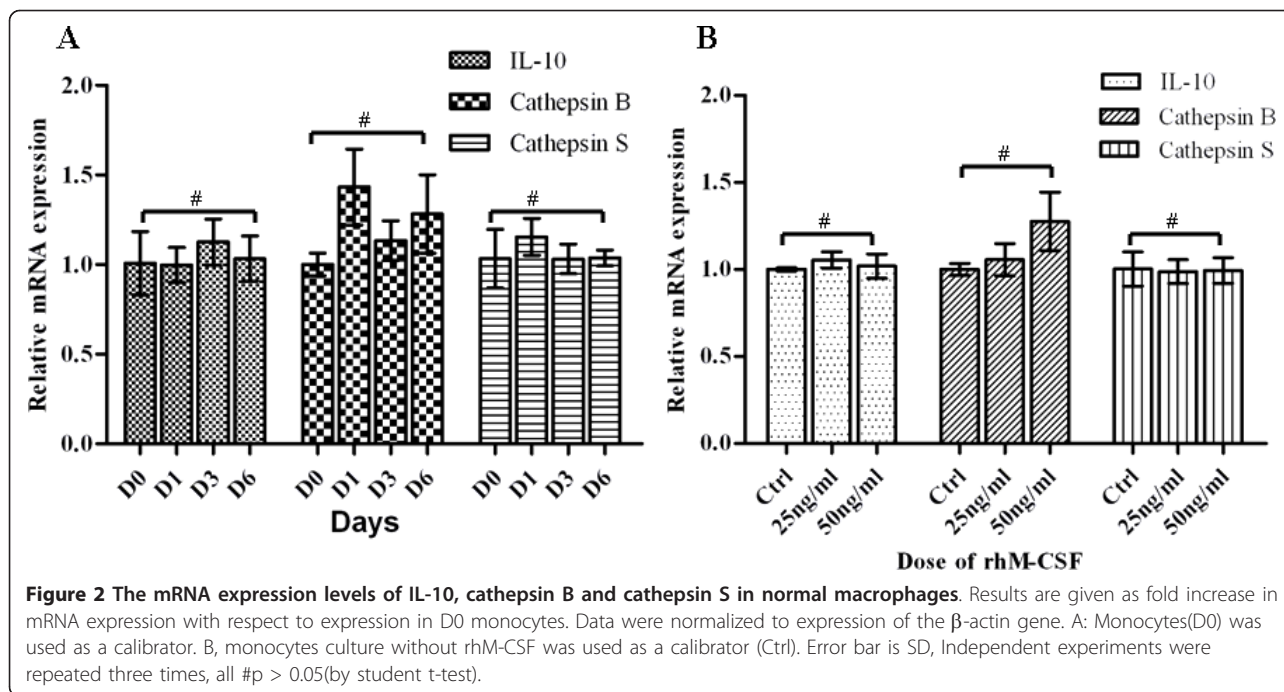 A
IL-10
Cathepsin B
Cathepsin S
#
#
#
2.0
1.5
1.0
0.5
0.0
Relative mRNA expression
D0 D1 D3 D6 D0 D1 D3 D6 D0 D1 D3 D6
Days
B
IL-10
Cathepsin B
Cathepsin S
#
#
#
2.0
1.5
1.0
0.5
0.0
Relative mRNA expression
Ctrl 25ng/ml 50ng/ml Ctrl 25ng/ml 50ng/ml Ctrl 25ng/ml 50ng/ml
Dose of rhM-CSF
Figure 2 The mRNA expression levels of IL-10, cathepsin B and cathepsin S in normal macrophages. Results are given as fold increase in
mRNA expression with respect to expression in D0 monocytes. Data were normalized to expression of the β-actin gene. A: Monocytes(D0) was
used as a calibrator. B, monocytes culture without rhM-CSF was used as a calibrator (Ctrl). Error bar is SD, Independent experiments were
repeated three times, all #p > 0.05(by student t-test).